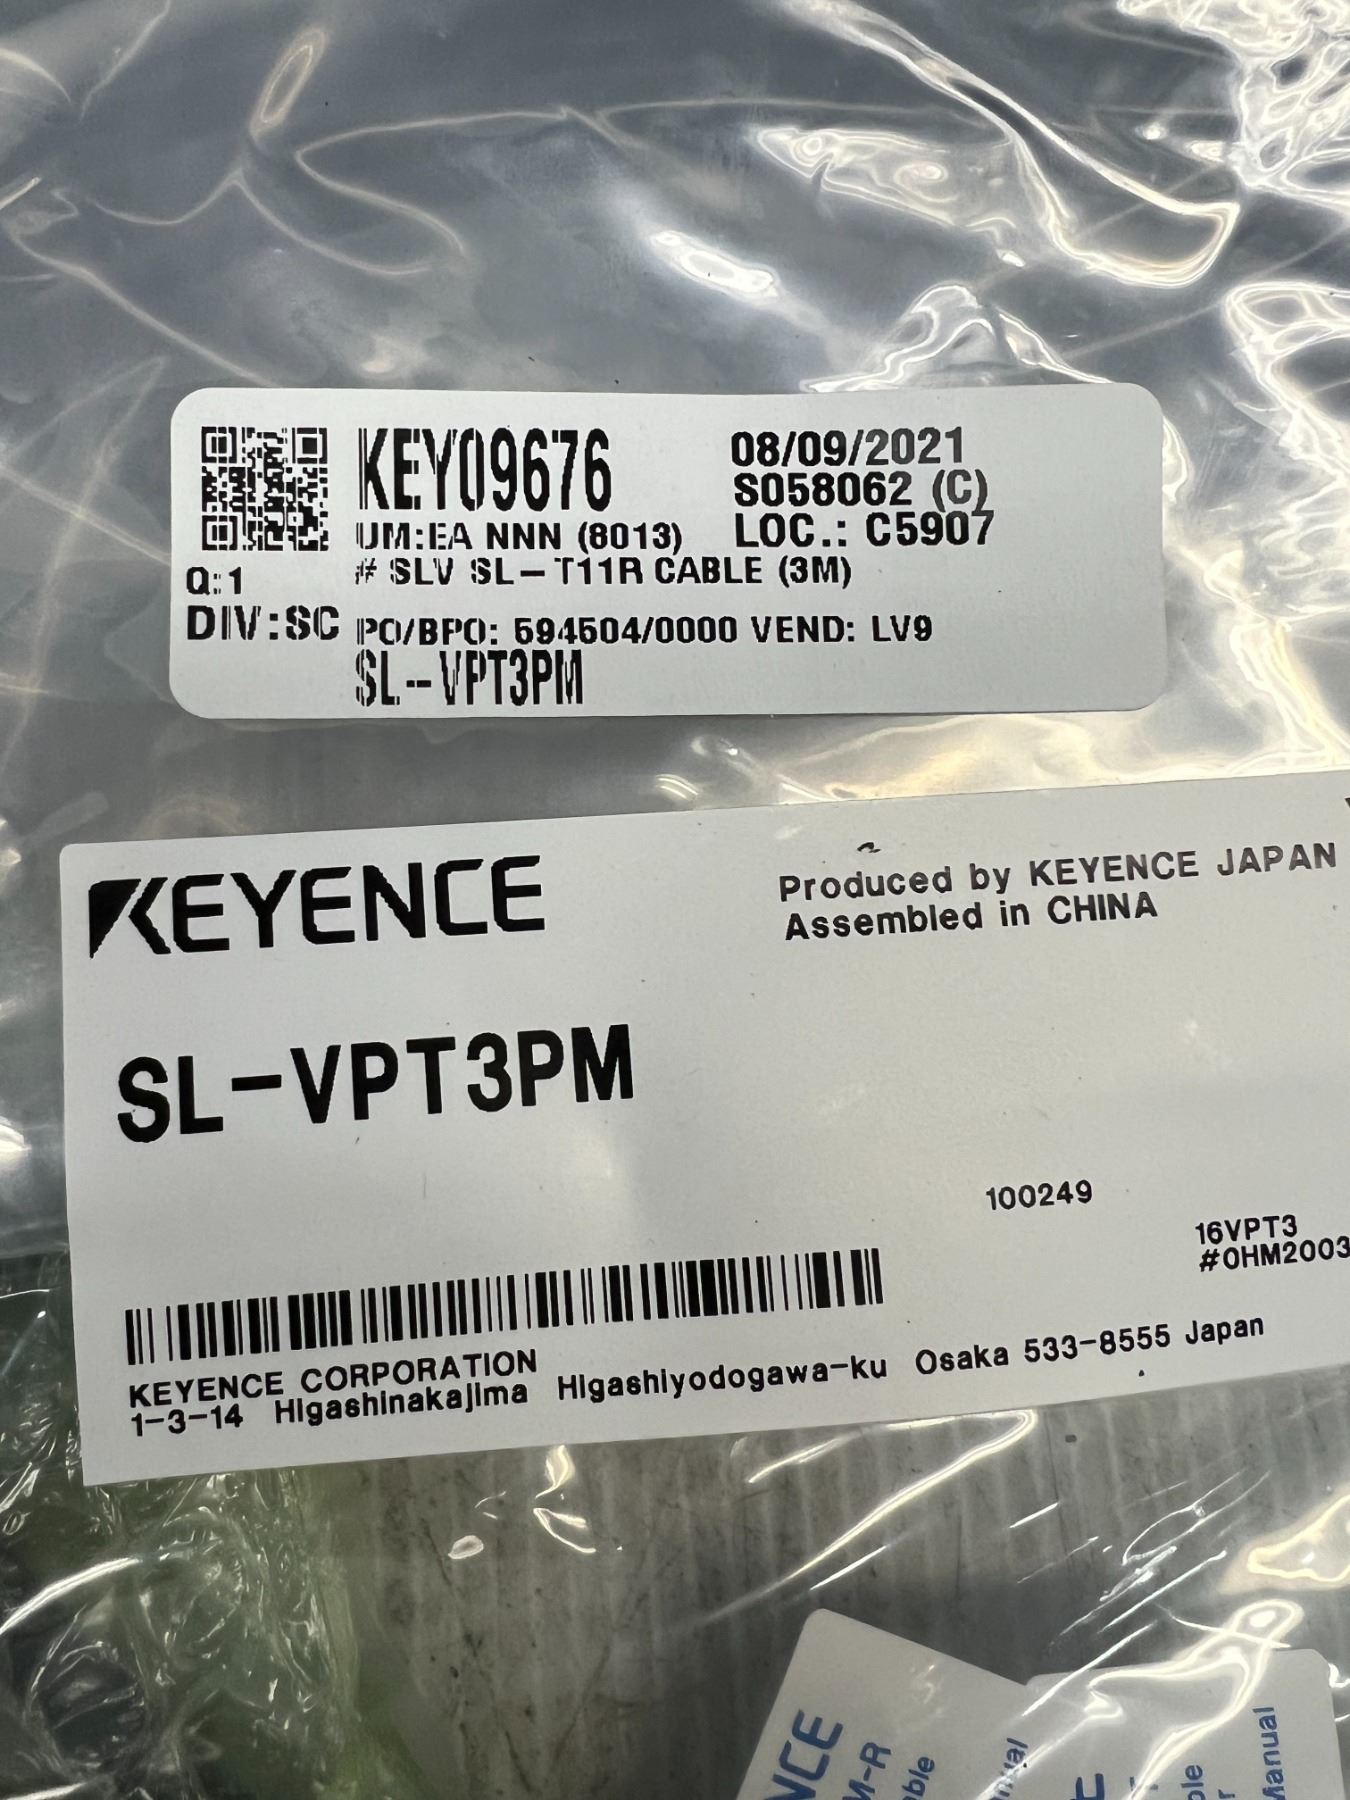 KEY09676
08/09/2021
S058062 (C)
UM:EA NNN (8013)
LOC.: C5907
# SLV SL-T11R CABLE (3M)
Q:1
DIV:SC
PO/BPO: 594504/0000 VEND: LV9
SL-VPT3PM
KEYENCE
Produced by KEYENCE JAPAN
Assembled in CHINA
SL-VPT3PM
100249
16VPT3
#0HM2003
KEYENCE CORPORATION
1-3-14 Higashinakajima Higashiyodogawa-ku Osaka 533-8555 Japan
Manual